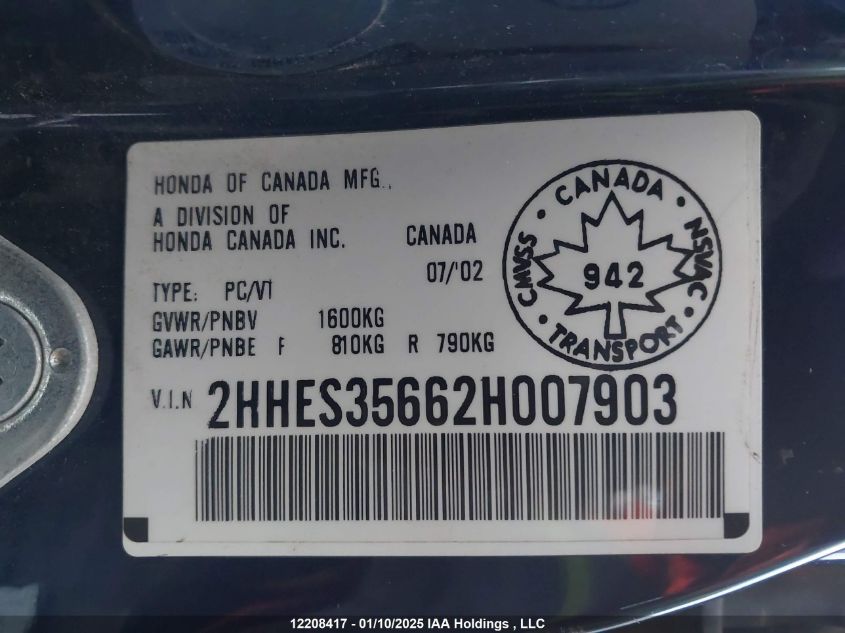 HONDA OF CANADA MFG.,
A DIVISION OF
HONDA CANADA INC. CANADA
07/'02
TYPE: PC/VT
GVWR/PNBV 1600KG
GAWR/PNBE F 810KG R 790KG
V.I.N 2HHES35662H007903
CANADA
CMVSS
942
NSVAC
TRANSPORT
12208417 - 01/10/2025 IAA Holdings , LLC